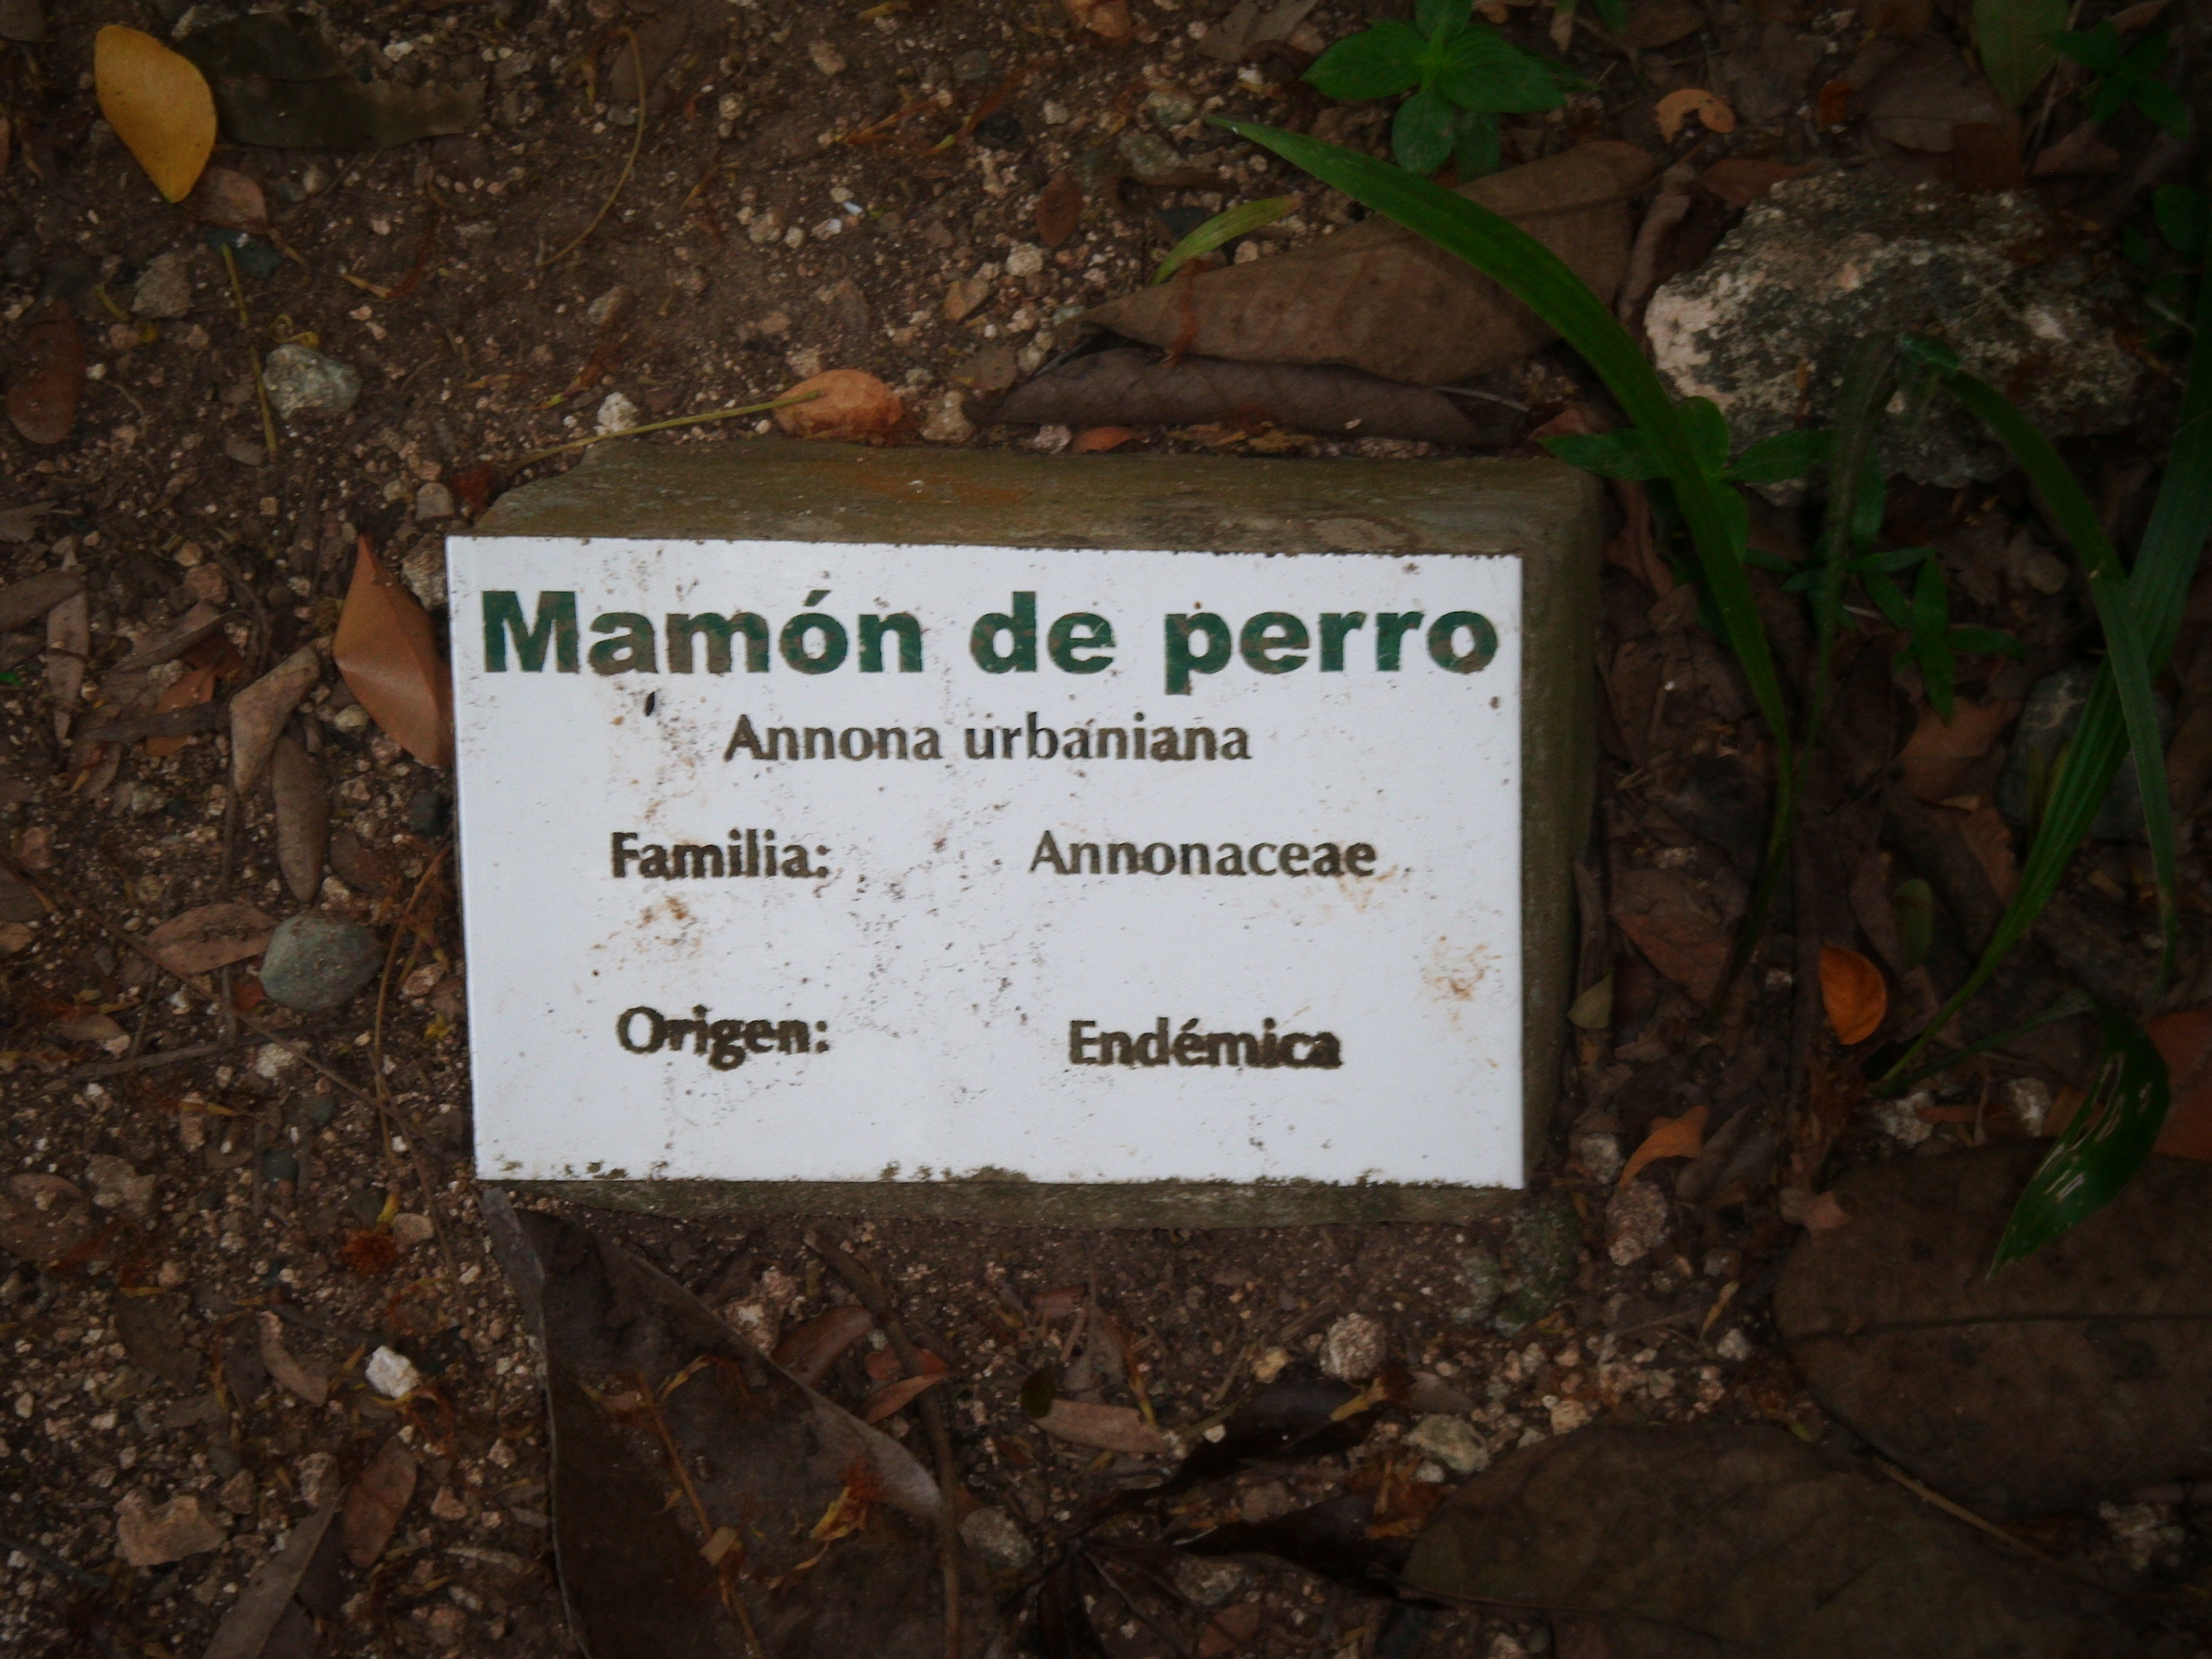 Mamón de perro
Annona urbaniana
Familia: Annonaceae
Origen: Endémica